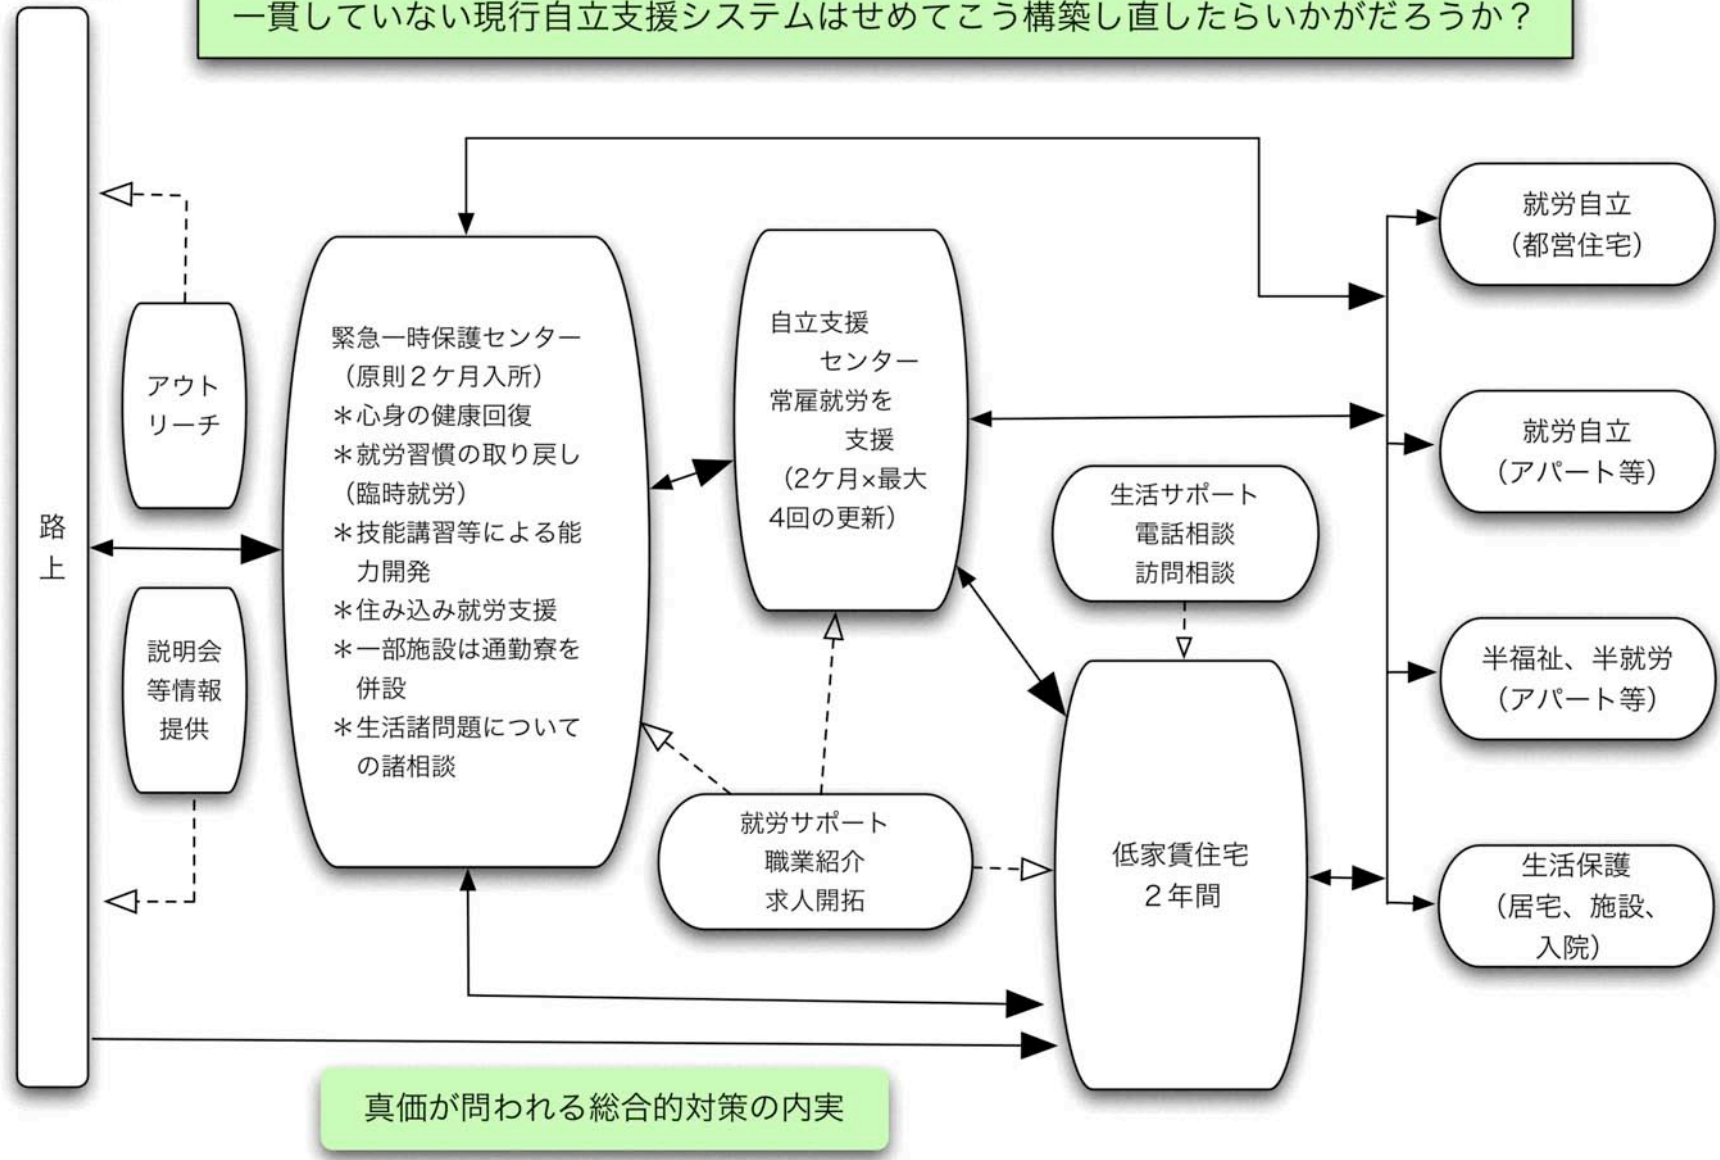 一貫していない現行自立支援システムはせめてこう構築し直したらいかがだろうか？
路
上
アウト
リーチ
説明会
等情報
提供
緊急一時保護センター
（原則２ケ月入所）
＊心身の健康回復
＊就労習慣の取り戻し
（臨時就労）
＊技能講習等による能
力開発
＊住み込み就労支援
＊一部施設は通勤寮を
併設
＊生活諸問題について
の諸相談
自立支援
センター
常雇就労を
支援
（2ケ月×最大
4回の更新）
就労サポート
職業紹介
求人開拓
生活サポート
電話相談
訪問相談
低家賃住宅
２年間
就労自立
（都営住宅）
就労自立
（アパート等）
半福祉、半就労
（アパート等）
生活保護
（居宅、施設、
入院）
真価が問われる総合的対策の内実